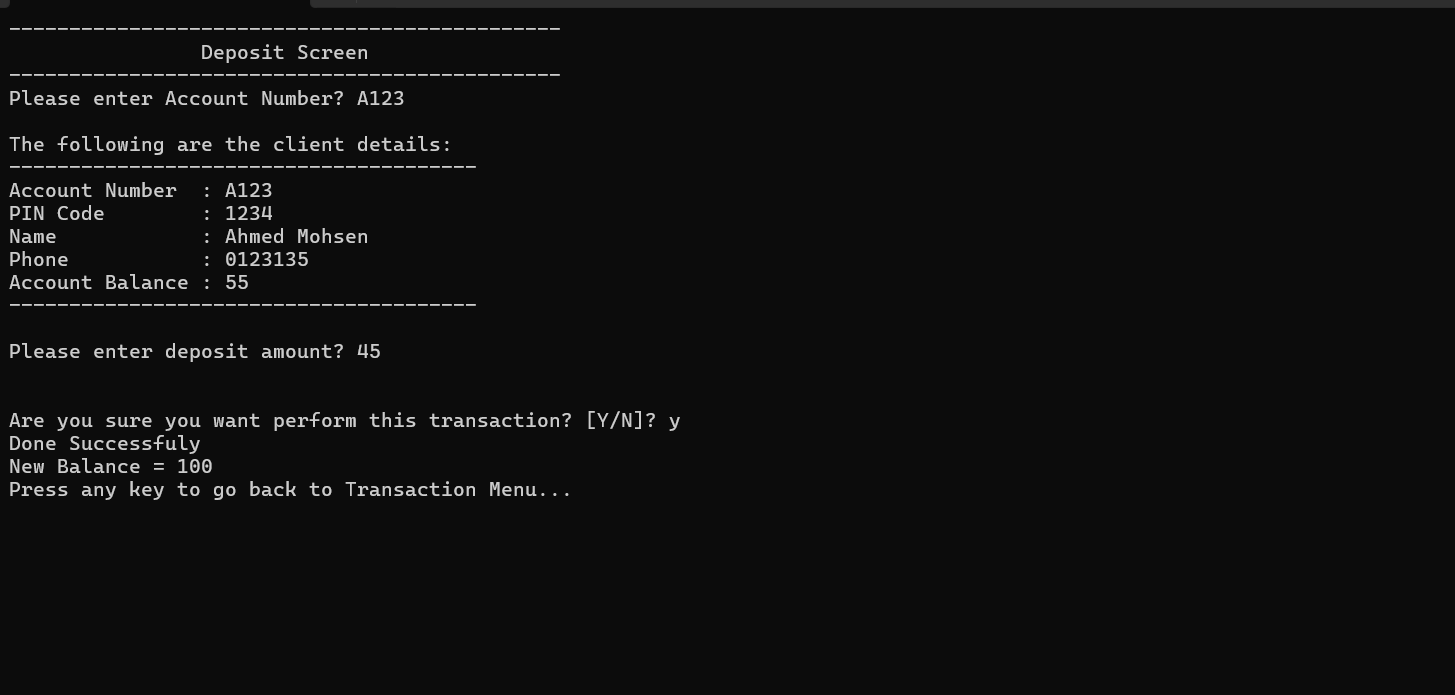 ----------------------------------------------
                Deposit Screen
----------------------------------------------
Please enter Account Number? A123

The following are the client details:
---------------------------------------
Account Number  : A123
PIN Code        : 1234
Name            : Ahmed Mohsen
Phone           : 0123135
Account Balance : 55
---------------------------------------

Please enter deposit amount? 45


Are you sure you want perform this transaction? [Y/N]? y
Done Successfuly
New Balance = 100
Press any key to go back to Transaction Menu...